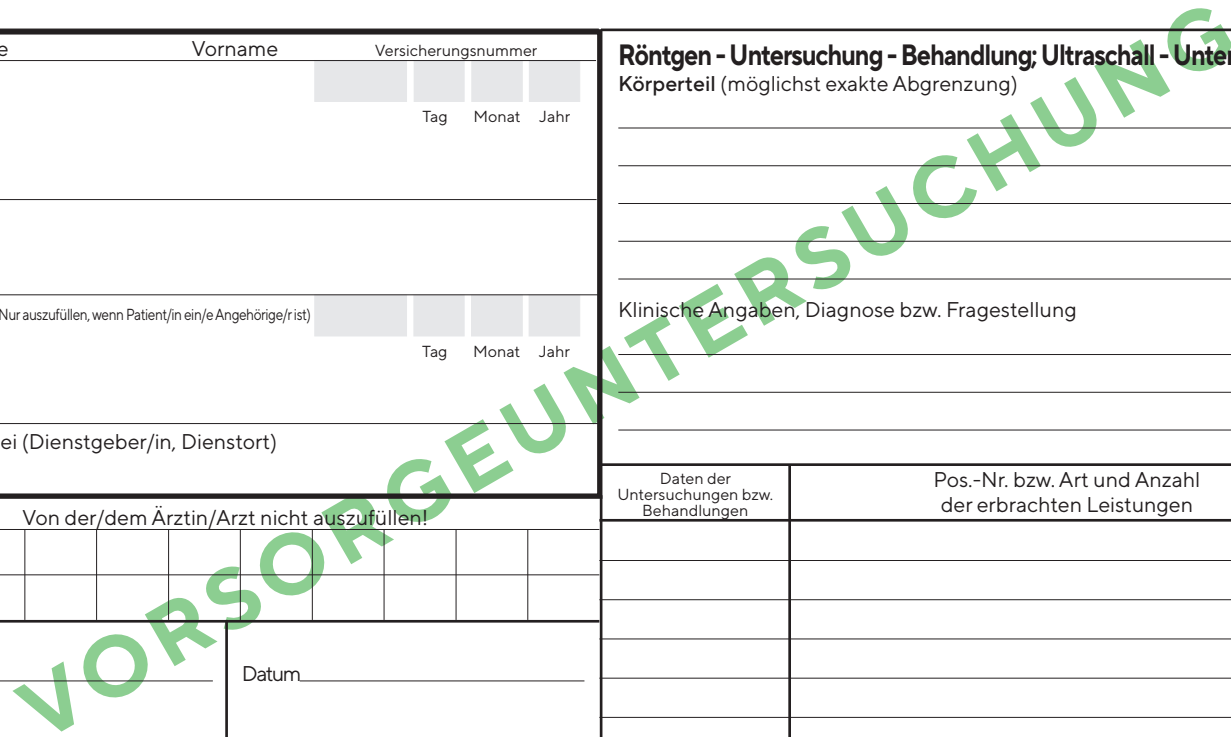 Vorname Versicherungsnummer
Tag Monat Jahr
Nur auszufüllen, wenn Patient/in ein/e Angehörige/r ist)
Tag Monat Jahr
(Dienstgeber/in, Dienstort)
Von der/dem Ärztin/Arzt nicht auszufüllen!
Datum
Röntgen - Untersuchung - Behandlung; Ultraschall -
Körperteil (möglichst exakte Abgrenzung)
Klinische Angaben, Diagnose bzw. Fragestellung
Daten der
Untersuchungen bzw.
Behandlungen
Pos.-Nr. bzw. Art und Anzahl
der erbrachten Leistungen
VORSORGEUNTERSUCHUNG